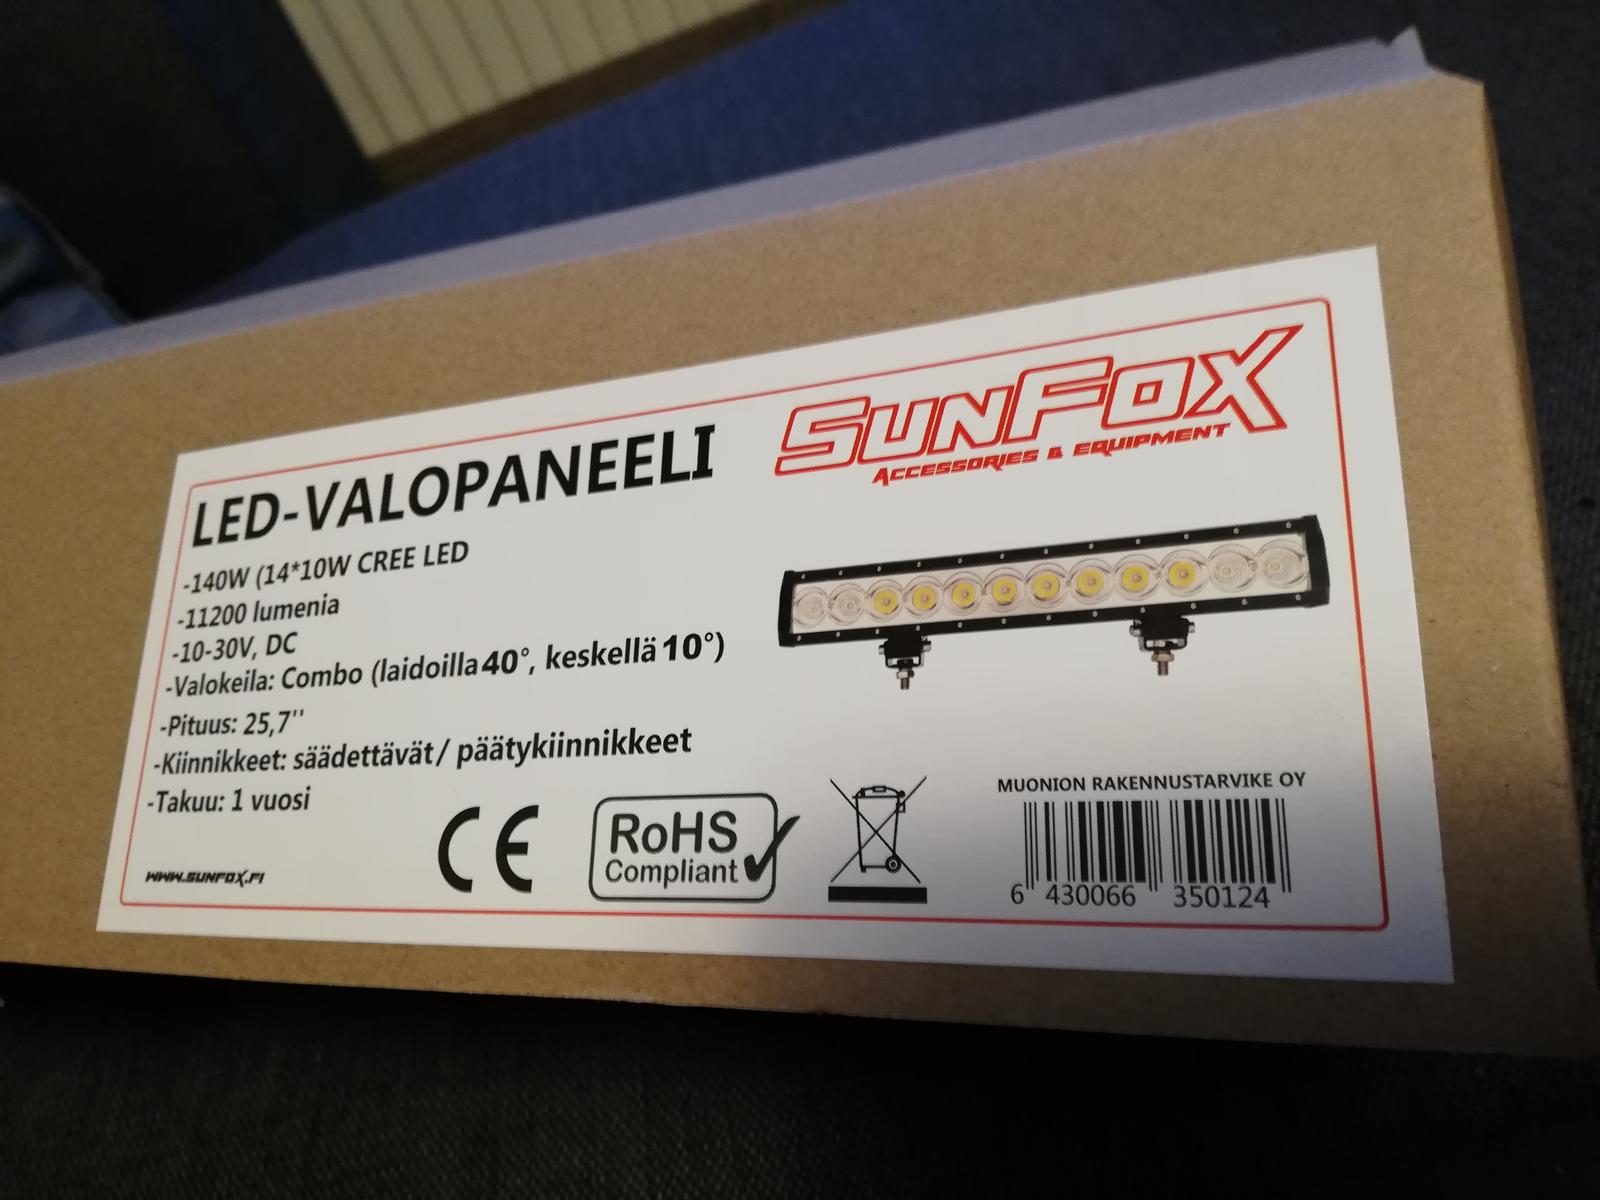 LED-VALOPANEELI
SUNFOX
ACCESSORIES & EQUIPMENT
-140W (14*10W CREE LED
-11200 lumenia
-10-30V, DC
-Valokeila: Combo (laidoilla 40°, keskellä 10°)
-Pituus: 25,7''
-Kiinnikkeet: säädettävät / päätykiinnikkeet
-Takuu: 1 vuosi
WWW.SUNFOX.FI
CE
RoHS
Compliant
MUONION RAKENNUSTARVIKE OY
6 430066 350124